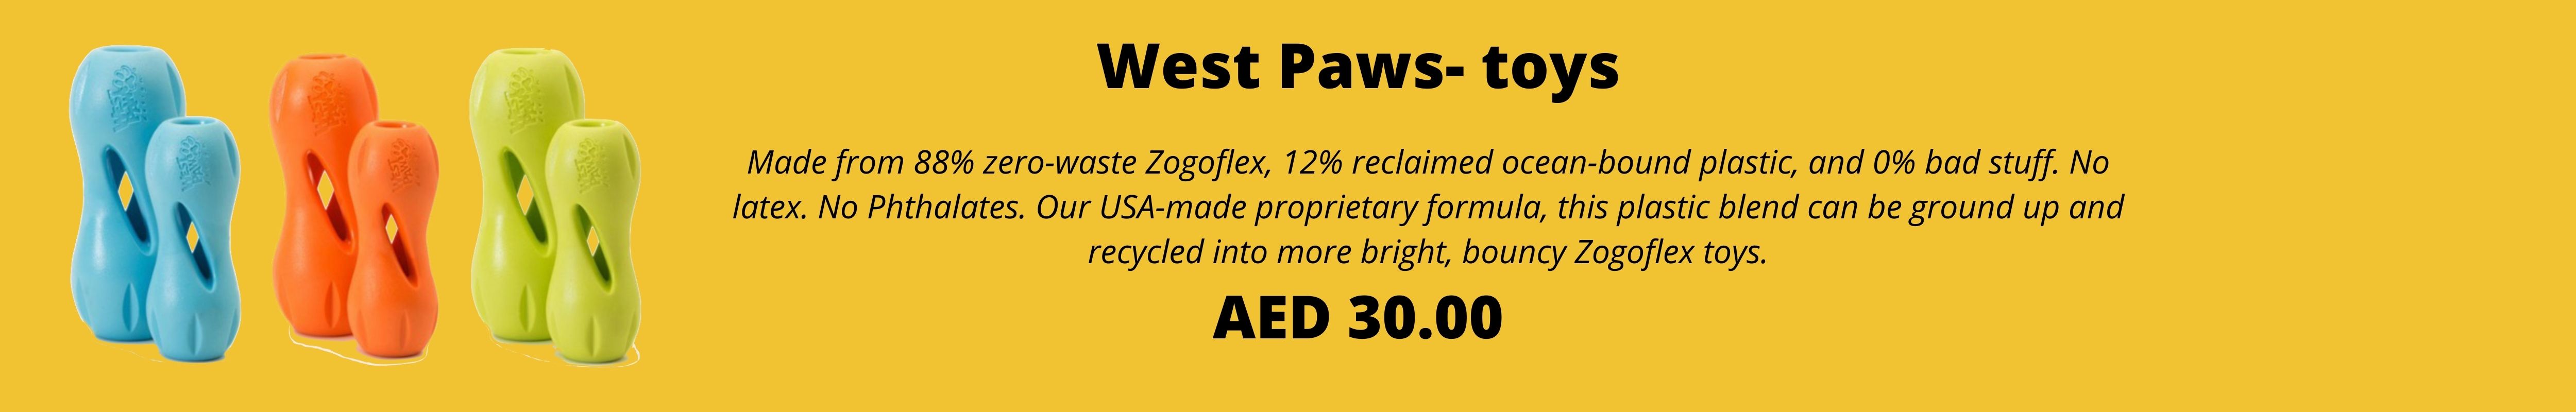 West Paws- toys
Made from 88% zero-waste Zogoflex, 12% reclaimed ocean-bound plastic, and 0% bad stuff. No
latex. No Phthalates. Our USA-made proprietary formula, this plastic blend can be ground up and
recycled into more bright, bouncy Zogoflex toys.
AED 30.00